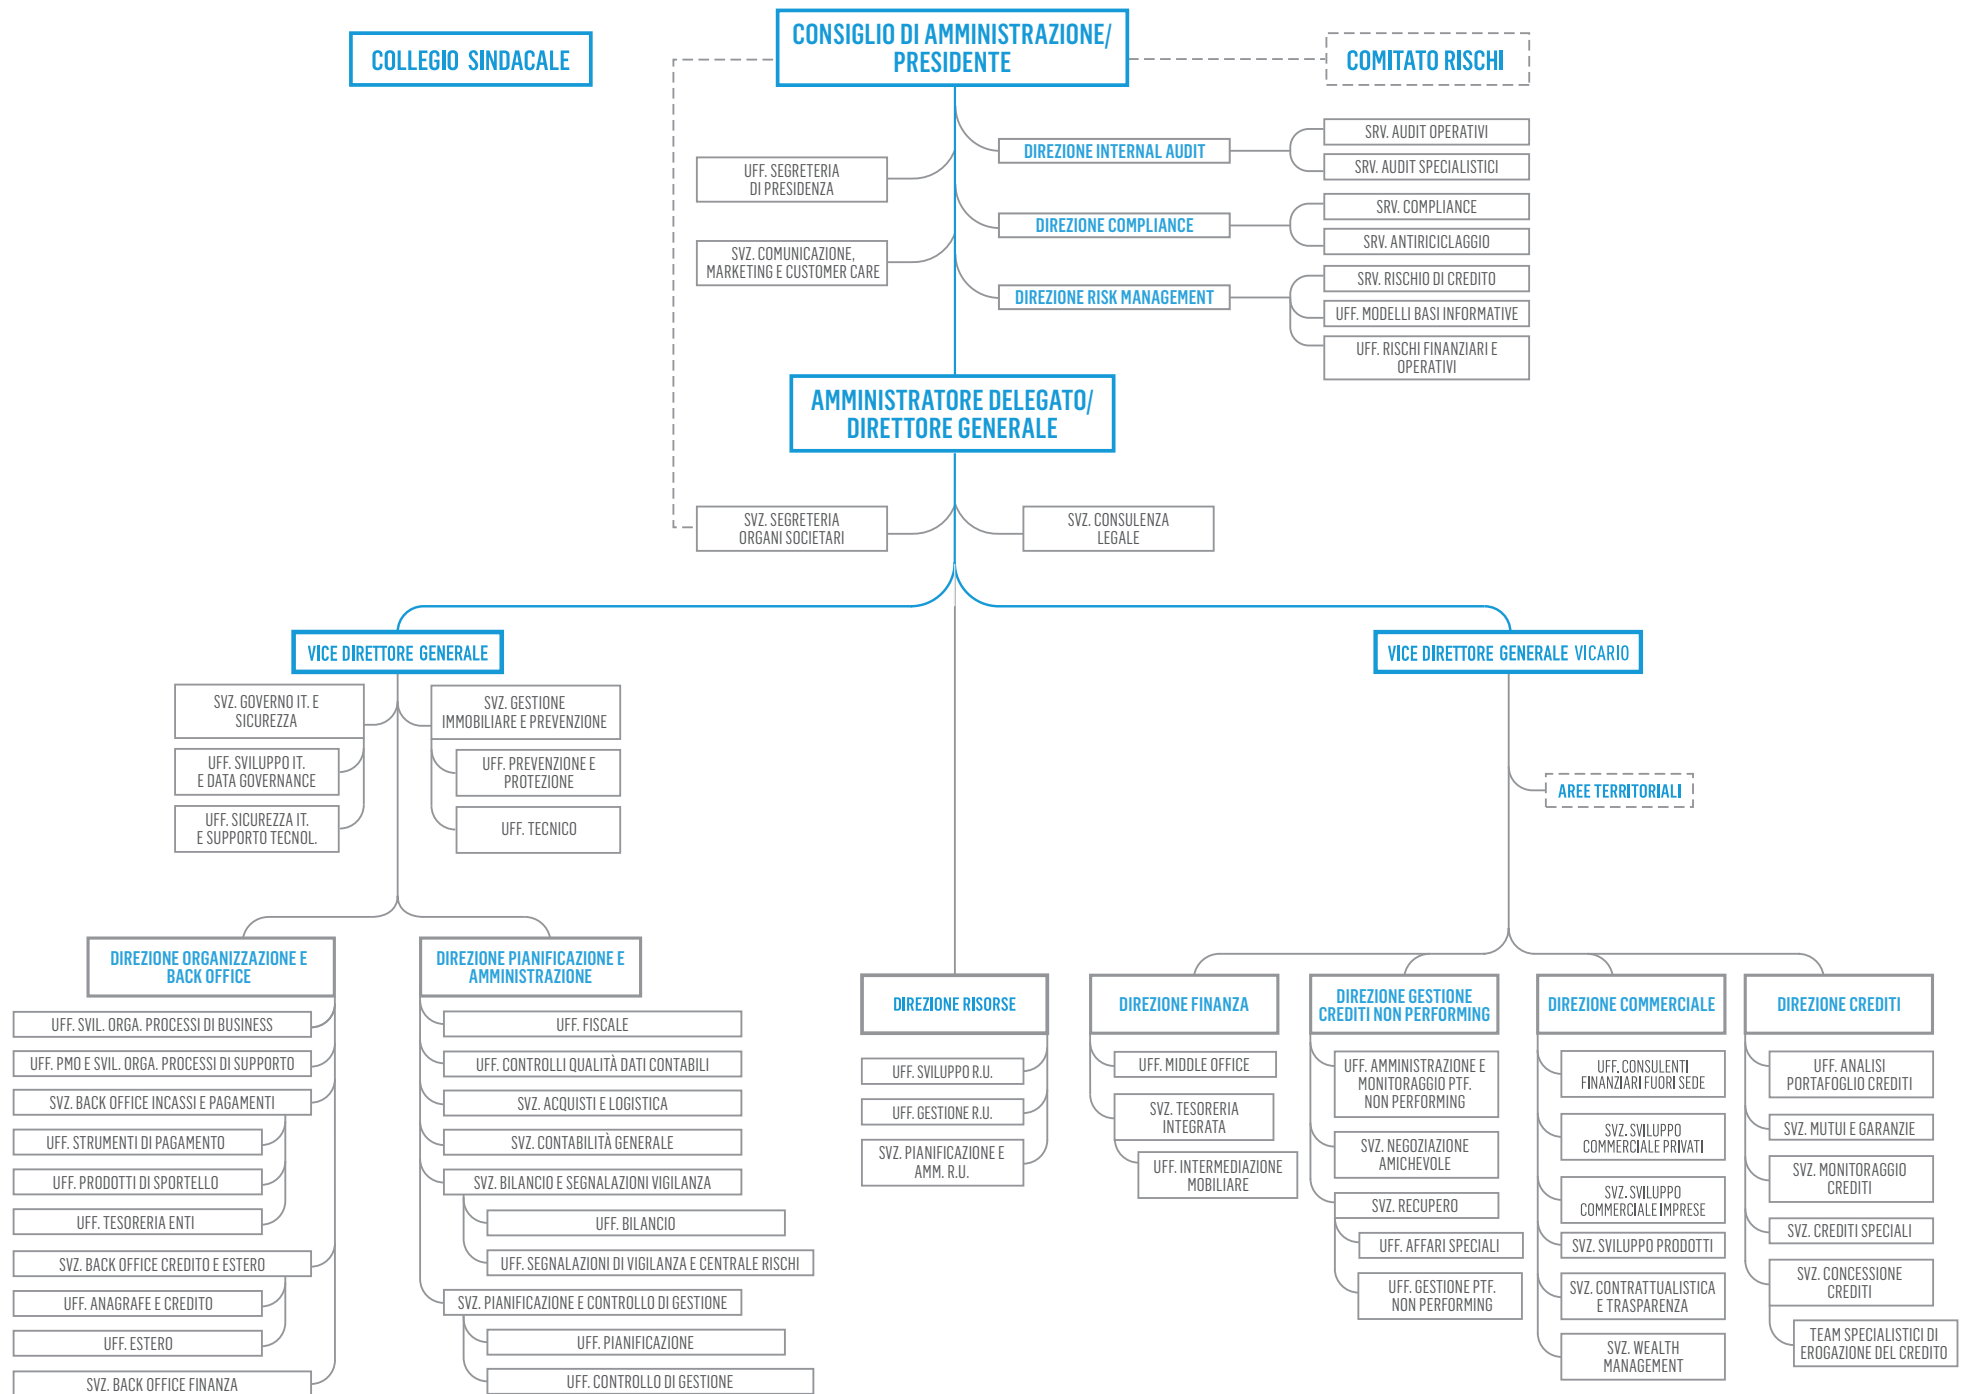 COLLEGIO SINDACALE
CONSIGLIO DI AMMINISTRAZIONE/
PRESIDENTE
COMITATO RISCHI
DIREZIONE INTERNAL AUDIT
SRV. AUDIT OPERATIVI
SRV. AUDIT SPECIALISTICI
UFF. SEGRETERIA
DI PRESIDENZA
DIREZIONE COMPLIANCE
SRV. COMPLIANCE
SRV. ANTIRICICLAGGIO
SVZ. COMUNICAZIONE,
MARKETING E CUSTOMER CARE
DIREZIONE RISK MANAGEMENT
SRV. RISCHIO DI CREDITO
UFF. MODELLI BASI INFORMATIVE
UFF. RISCHI FINANZIARI E
OPERATIVI
AMMINISTRATORE DELEGATO/
DIRETTORE GENERALE
SVZ. SEGRETERIA
ORGANI SOCIETARI
SVZ. CONSULENZA
LEGALE
VICE DIRETTORE GENERALE
VICE DIRETTORE GENERALE VICARIO
SVZ. GOVERNO IT. E
SICUREZZA
UFF. SVILUPPO IT.
E DATA GOVERNANCE
UFF. SICUREZZA IT.
E SUPPORTO TECNOL.
SVZ. GESTIONE
IMMOBILIARE E PREVENZIONE
UFF. PREVENZIONE E
PROTEZIONE
UFF. TECNICO
AREE TERRITORIALI
DIREZIONE ORGANIZZAZIONE E
BACK OFFICE
UFF. SVIL. ORGA. PROCESSI DI BUSINESS
UFF. PMO E SVIL. ORGA. PROCESSI DI SUPPORTO
SVZ. BACK OFFICE INCASSI E PAGAMENTI
UFF. STRUMENTI DI PAGAMENTO
UFF. PRODOTTI DI SPORTELLO
UFF. TESORERIA ENTI
SVZ. BACK OFFICE CREDITO E ESTERO
UFF. ANAGRAFE E CREDITO
UFF. ESTERO
SVZ. BACK OFFICE FINANZA
DIREZIONE PIANIFICAZIONE E
AMMINISTRAZIONE
UFF. FISCALE
UFF. CONTROLLI QUALITÀ DATI CONTABILI
SVZ. ACQUISTI E LOGISTICA
SVZ. CONTABILITÀ GENERALE
SVZ. BILANCIO E SEGNALAZIONI VIGILANZA
UFF. BILANCIO
UFF. SEGNALAZIONI DI VIGILANZA E CENTRALE RISCHI
SVZ. PIANIFICAZIONE E CONTROLLO DI GESTIONE
UFF. PIANIFICAZIONE
UFF. CONTROLLO DI GESTIONE
DIREZIONE RISORSE
UFF. SVILUPPO R.U.
UFF. GESTIONE R.U.
SVZ. PIANIFICAZIONE E
AMM. R.U.
DIREZIONE FINANZA
UFF. MIDDLE OFFICE
SVZ. TESORERIA
INTEGRATA
UFF. INTERMEDIAZIONE
MOBILIARE
DIREZIONE GESTIONE
CREDITI NON PERFORMING
UFF. AMMINISTRAZIONE E
MONITORAGGIO PTF.
NON PERFORMING
SVZ. NEGOZIAZIONE
AMICHEVOLE
SVZ. RECUPERO
UFF. AFFARI SPECIALI
UFF. GESTIONE PTF.
NON PERFORMING
DIREZIONE COMMERCIALE
UFF. CONSULENTI
FINANZIARI FUORI SEDE
SVZ. SVILUPPO
COMMERCIALE PRIVATI
SVZ. SVILUPPO
COMMERCIALE IMPRESE
SVZ. SVILUPPO PRODOTTI
SVZ. CONTRATTUALISTICA
E TRASPARENZA
SVZ. WEALTH
MANAGEMENT
DIREZIONE CREDITI
UFF. ANALISI
PORTAFOGLIO CREDITI
SVZ. MUTUI E GARANZIE
SVZ. MONITORAGGIO
CREDITI
SVZ. CREDITI SPECIALI
SVZ. CONCESSIONE
CREDITI
TEAM SPECIALISTICI DI
EROGAZIONE DEL CREDITO